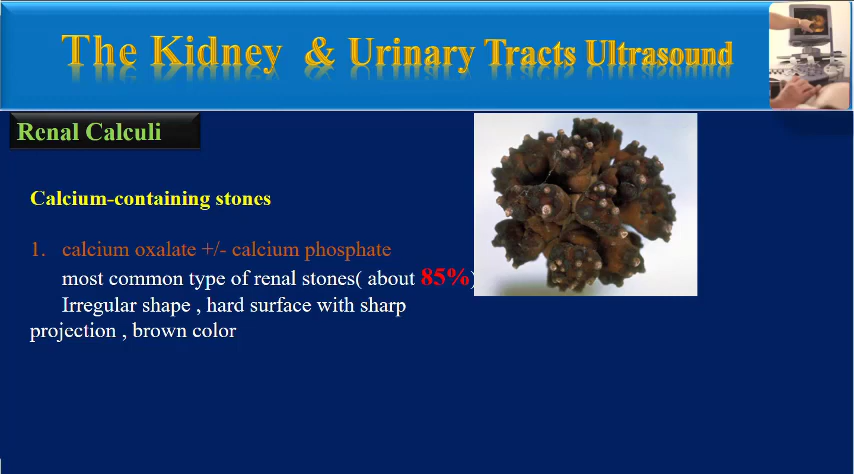 The Kidney & Urinary Tracts Ultrasound
Renal Calculi
Calcium-containing stones
1. calcium oxalate +/- calcium phosphate
most common type of renal stones( about 85%)
Irregular shape , hard surface with sharp
projection , brown color